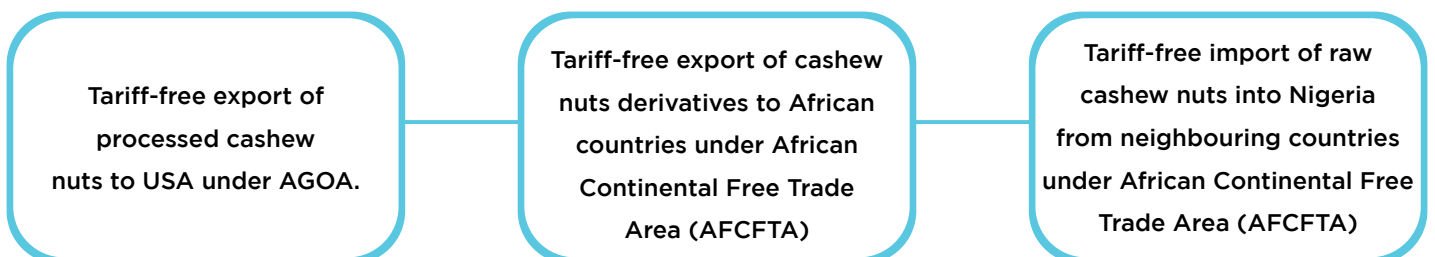 Tariff-free export of
processed cashew
nuts to USA under AGOA.
Tariff-free export of cashew
nuts derivatives to African
countries under African
Continental Free Trade
Area (AFCFTA)
Tariff-free import of raw
cashew nuts into Nigeria
from neighbouring countries
under African Continental Free
Trade Area (AFCFTA)